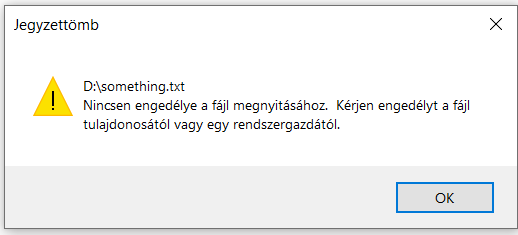 Jegyzettömb
D:\something.txt
Nincsen engedélye a fájl megnyitásához.  Kérjen engedélyt a fájl
tulajdonosától vagy egy rendszergazdától.
OK